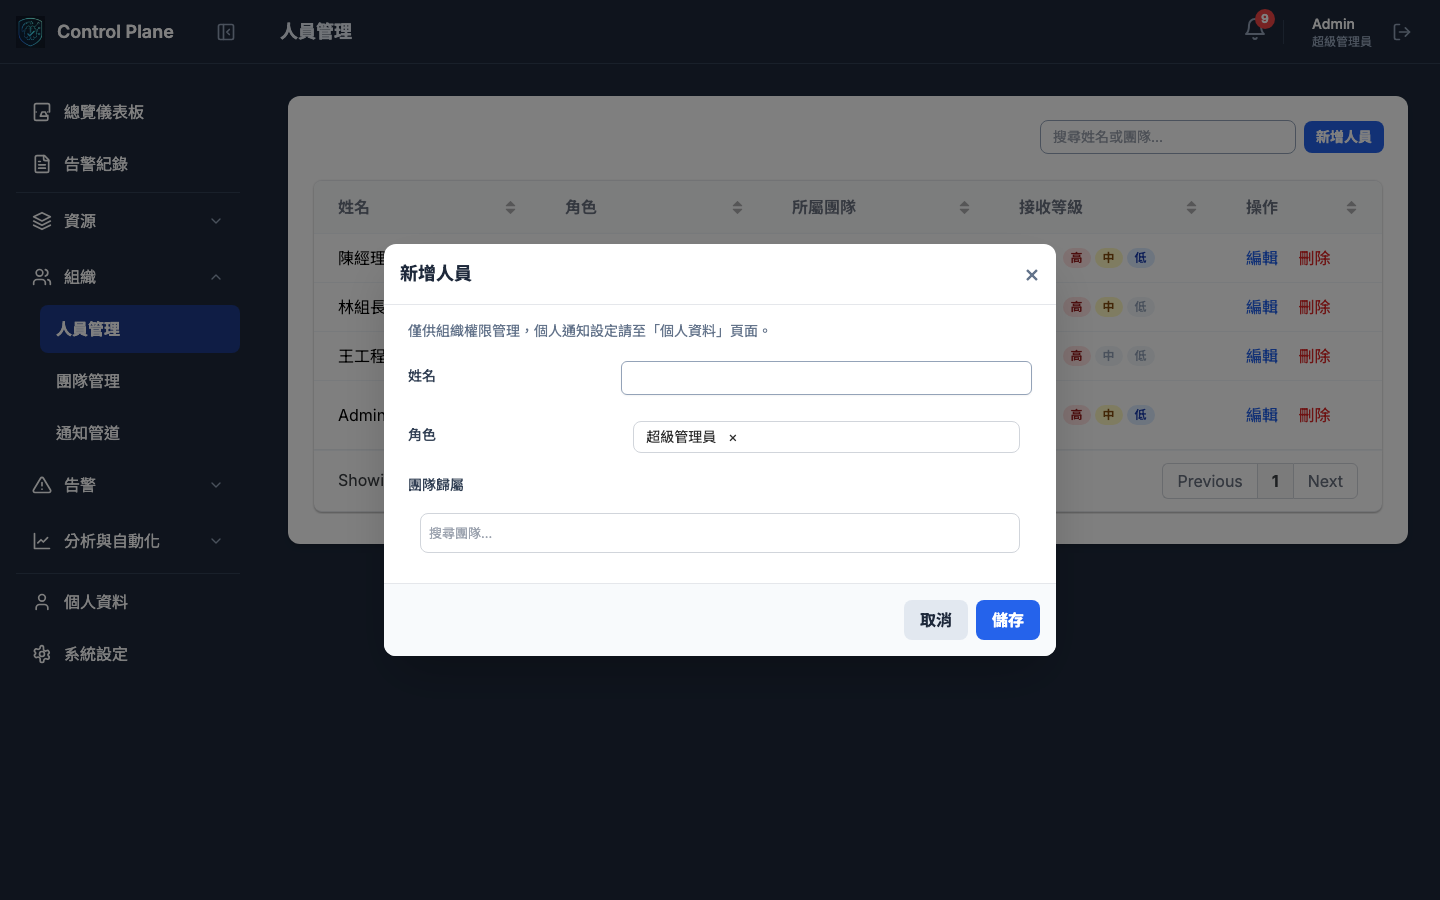 Control Plane
人員管理
9
Admin
超級管理員
總覽儀表板
告警紀錄
資源
組織
人員管理
團隊管理
通知管道
告警
分析與自動化
個人資料
系統設定
搜尋姓名或團隊...
新增人員
姓名 角色 所屬團隊 接收等級 操作
陳經理 高 中 低 編輯 刪除
林組長 高 中 低 編輯 刪除
王工程 高 中 低 編輯 刪除
Admin 高 中 低 編輯 刪除
Showi
Previous 1 Next
新增人員 ×
僅供組織權限管理，個人通知設定請至「個人資料」頁面。
姓名
角色
超級管理員 ×
團隊歸屬
搜尋團隊...
取消 儲存